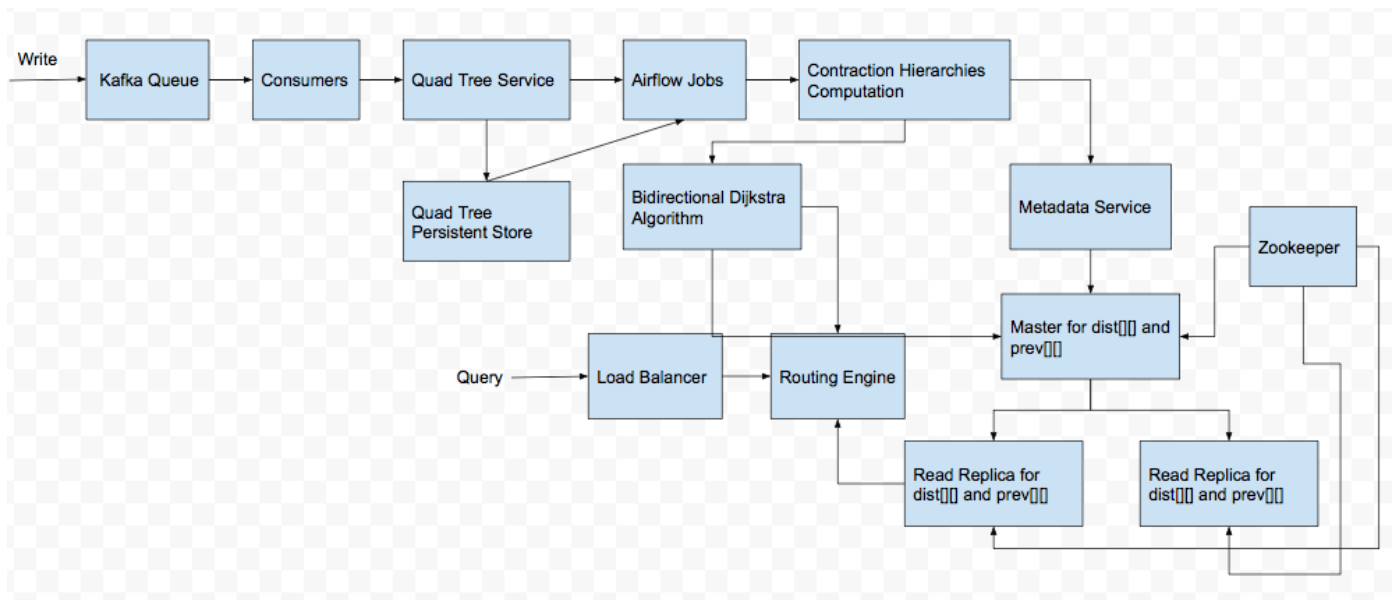 Write
Kafka Queue
Consumers
Quad Tree Service
Airflow Jobs
Contraction Hierarchies
Computation
Quad Tree
Persistent Store
Bidirectional Dijkstra
Algorithm
Metadata Service
Zookeeper
Master for dist[][] and
prev[][]
Query
Load Balancer
Routing Engine
Read Replica for
dist[][] and prev[][]
Read Replica for
dist[][] and prev[][]